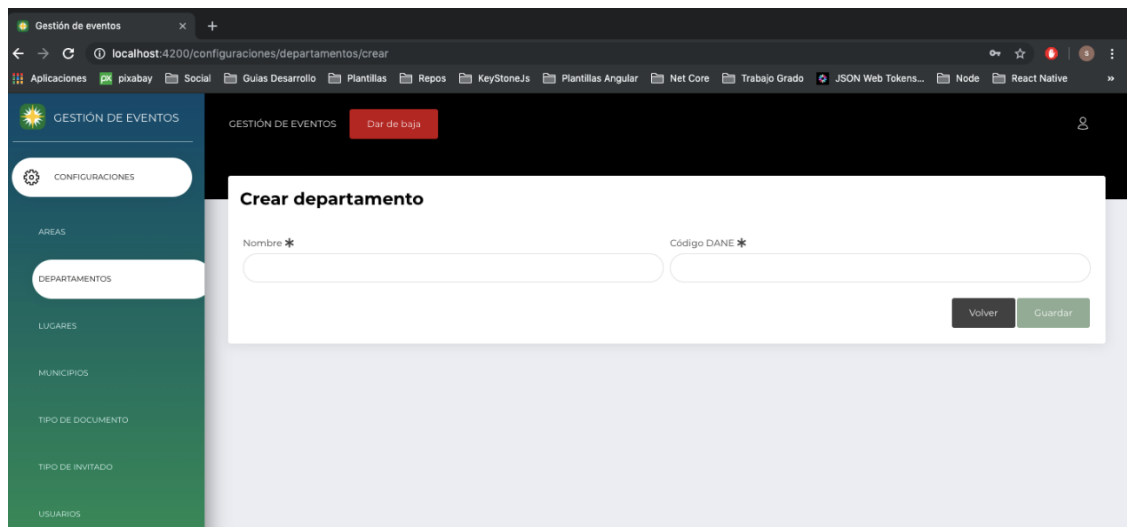 Gestión de eventos
localhost:4200/configuraciones/departamentos/crear
Aplicaciones px pixabay Social Guias Desarrollo Plantillas Repos KeyStoneJs Plantillas Angular Net Core Trabajo Grado JSON Web Tokens... Node React Native »
GESTIÓN DE EVENTOS
GESTIÓN DE EVENTOS Dar de baja
CONFIGURACIONES
Crear departamento
AREAS
Nombre * Código DANE *
DEPARTAMENTOS
Volver Guardar
LUGARES
MUNICIPIOS
TIPO DE DOCUMENTO
TIPO DE INVITADO
USUARIOS